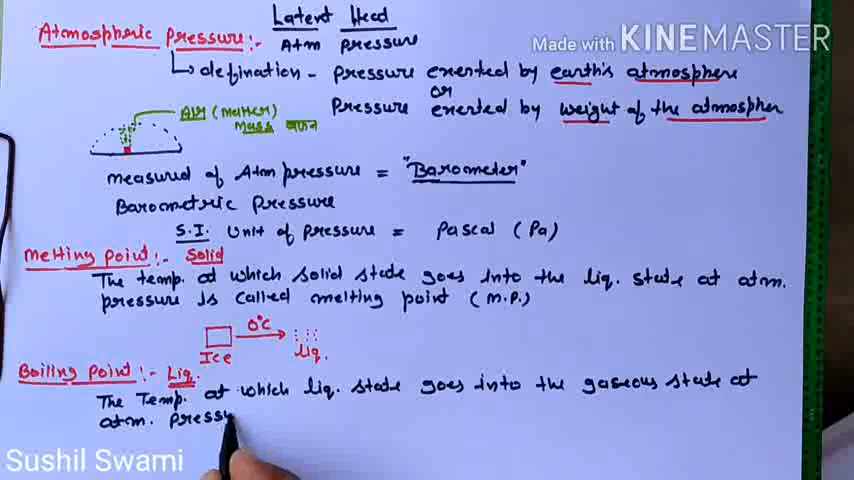 Latent Head
Atmospheric Pressure:- Atm pressure
Made with KINEMASTER
defination - pressure exerted by earth's atmosphere
or
AIR (matter) pressure exerted by weight of the atmospher
Mass वजन
measured of Atm pressure = "Barometer"
Barometric pressure
S.I. Unit of pressure = pascal (Pa)
Melting point:- Solid
The temp. at which solid state goes into the liq. state at atm.
pressure is called melting point (M.P.)
0°C
Ice liq.
Boiling point:- Liq.
The Temp. at which liq. state goes into the gaseous state at
atm. pressu
Sushil Swami